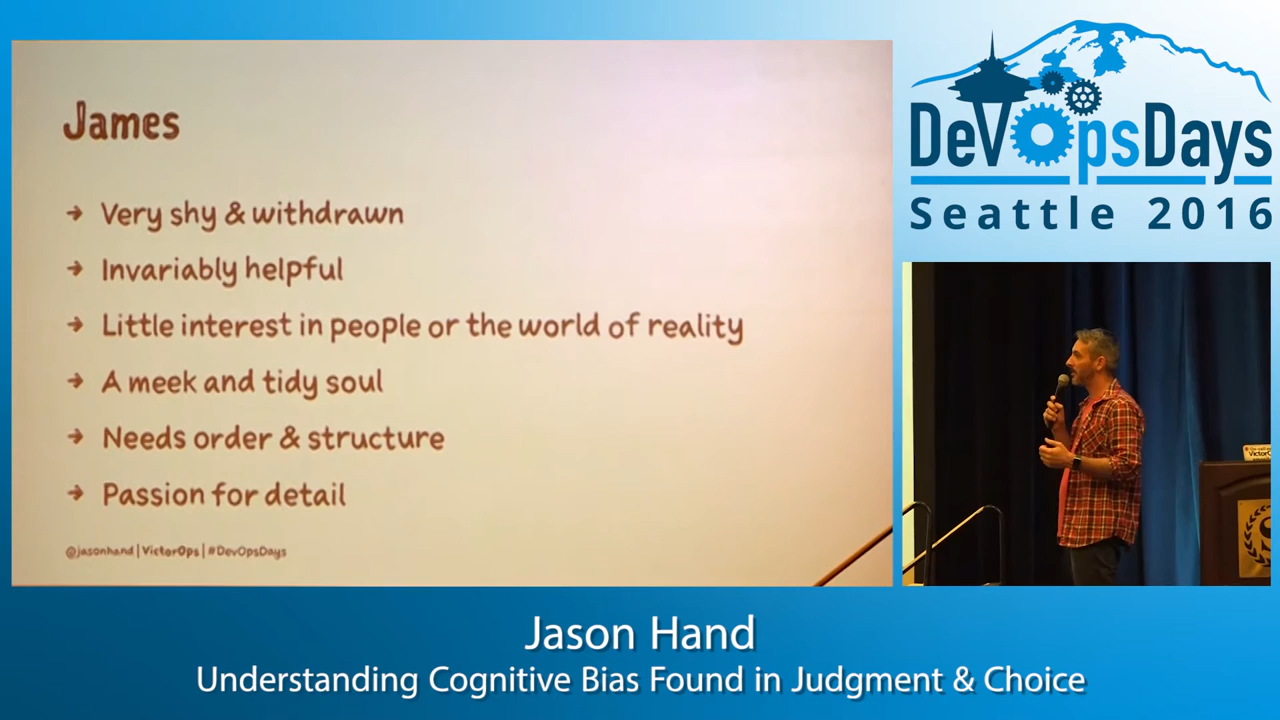 James
→ Very shy & withdrawn
→ Invariably helpful
→ Little interest in people or the world of reality
→ A meek and tidy soul
→ Needs order & structure
→ Passion for detail
@jasonhand | VictorOps | #DevOpsDays
DevOpsDays
Seattle 2016
Jason Hand
Understanding Cognitive Bias Found in Judgment & Choice